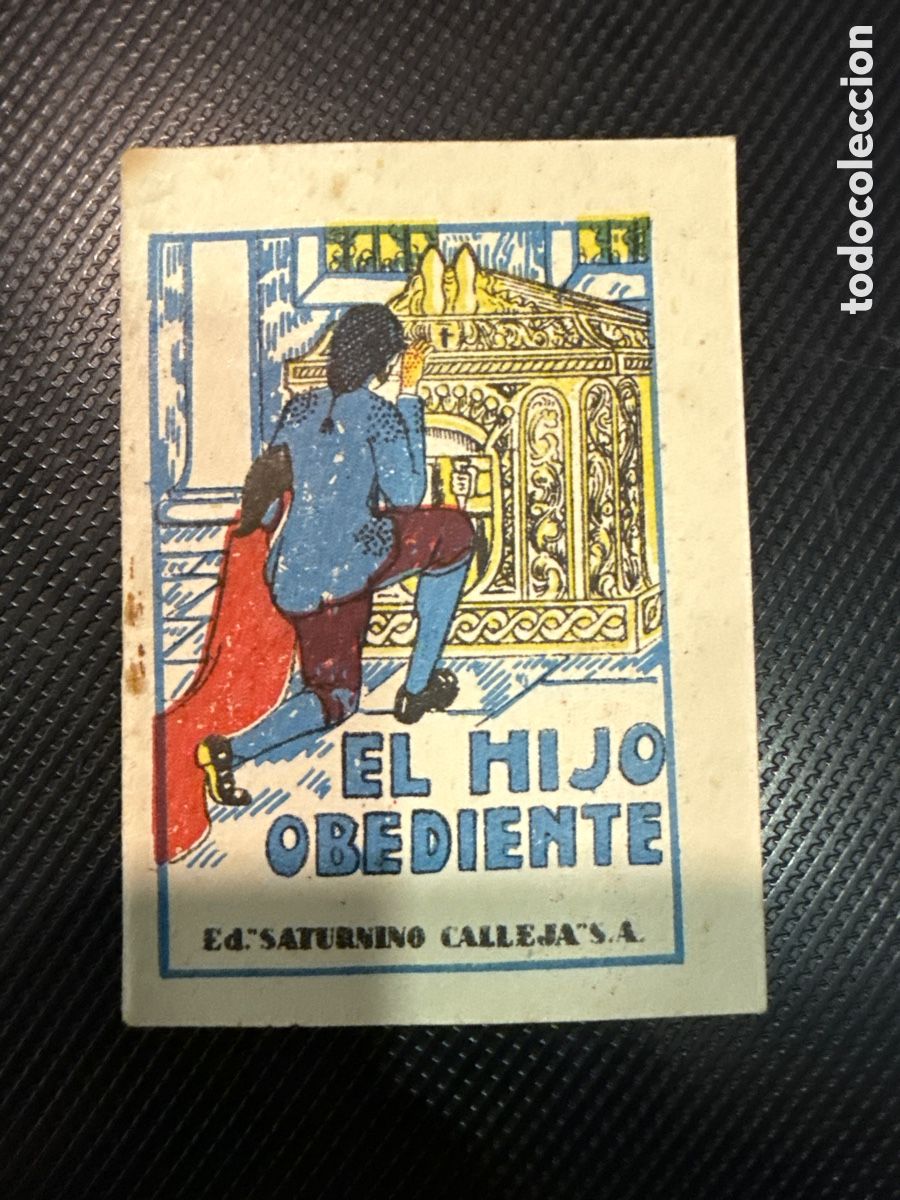 EL HIJO
OBEDIENTE
Ed."SATURNINO CALLEJA"S.A.
todocoleccion